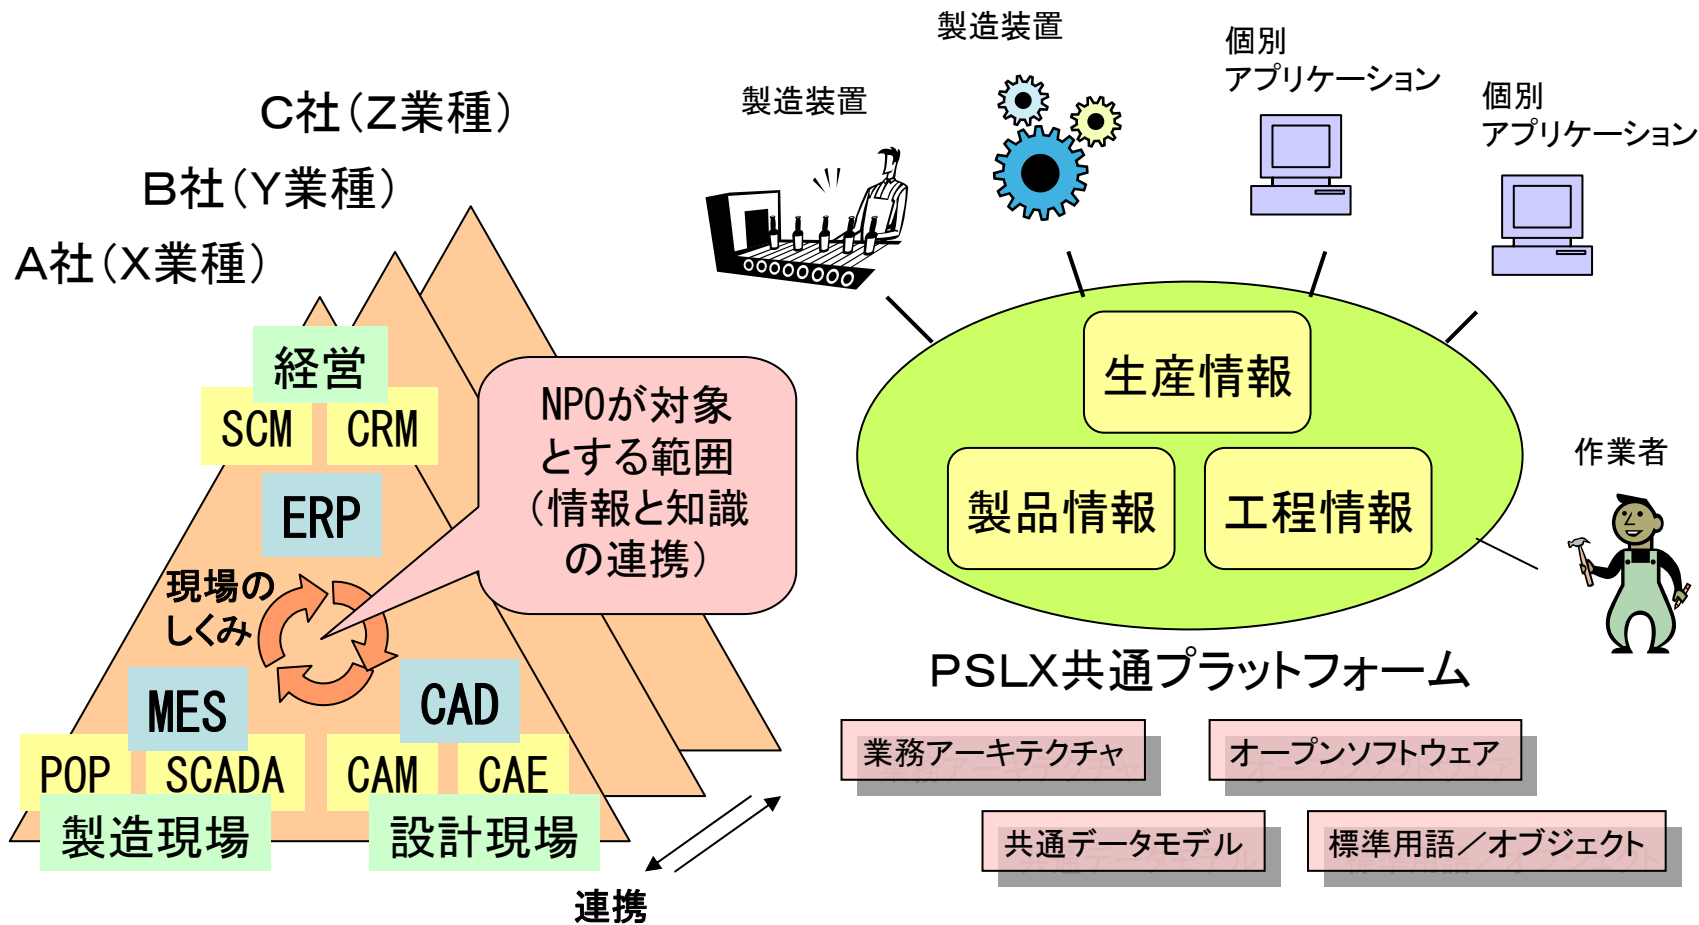 C社(Z業種)
B社(Y業種)
A社(X業種)
経営
SCM
CRM
ERP
現場の
しくみ
MES
CAD
POP
SCADA
CAM
CAE
製造現場
設計現場
NPOが対象
とする範囲
(情報と知識
の連携)
連携
製造装置
製造装置
個別
アプリケーション
個別
アプリケーション
生産情報
製品情報
工程情報
作業者
PSLX共通プラットフォーム
業務アーキテクチャ
オープンソフトウェア
共通データモデル
標準用語/オブジェクト